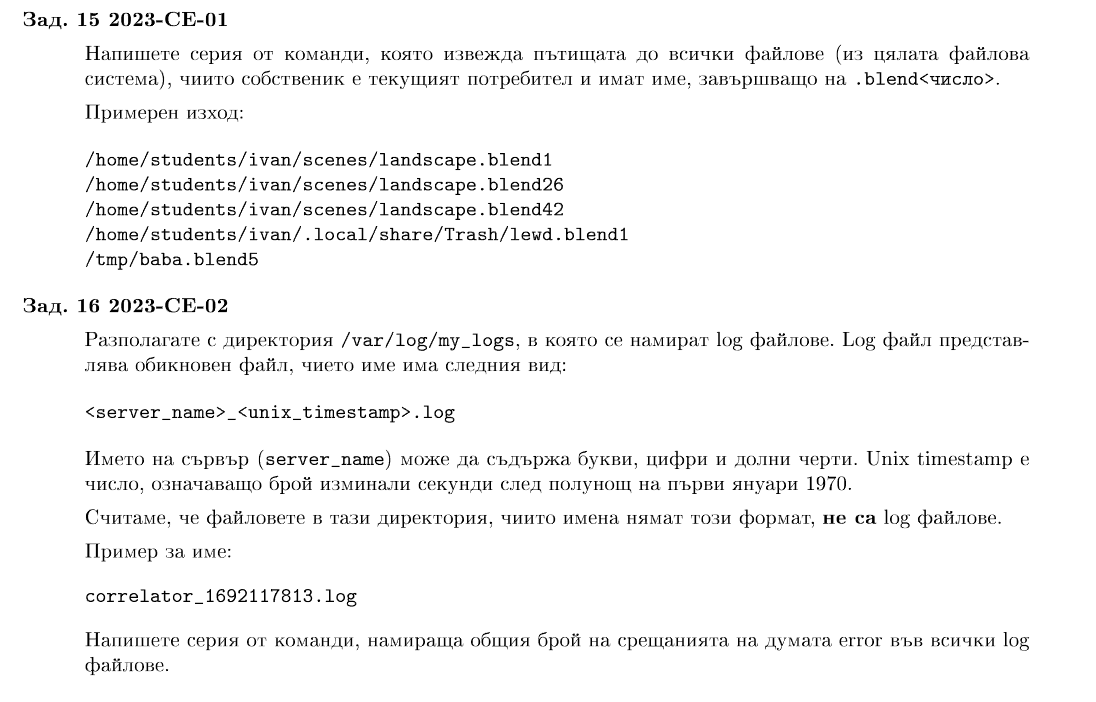 Зад. 15 2023-CE-01
Напишете серия от команди, която извежда пътищата до всички файлове (из цялата файлова
система), чиито собственик е текущият потребител и имат име, завършващо на .blend<число>.
Примерен изход:
/home/students/ivan/scenes/landscape.blend1
/home/students/ivan/scenes/landscape.blend26
/home/students/ivan/scenes/landscape.blend42
/home/students/ivan/.local/share/Trash/lewd.blend1
/tmp/baba.blend5
Зад. 16 2023-CE-02
Разполагате с директория /var/log/my_logs, в която се намират log файлове. Log файл представ-
лява обикновен файл, чието име има следния вид:
<server_name>_<unix_timestamp>.log
Името на сървър (server_name) може да съдържа букви, цифри и долни черти. Unix timestamp е
число, означаващо брой изминали секунди след полунощ на първи януари 1970.
Считаме, че файловете в тази директория, чиито имена нямат този формат, не са log файлове.
Пример за име:
correlator_1692117813.log
Напишете серия от команди, намираща общия брой на срещанията на думата error във всички log
файлове.